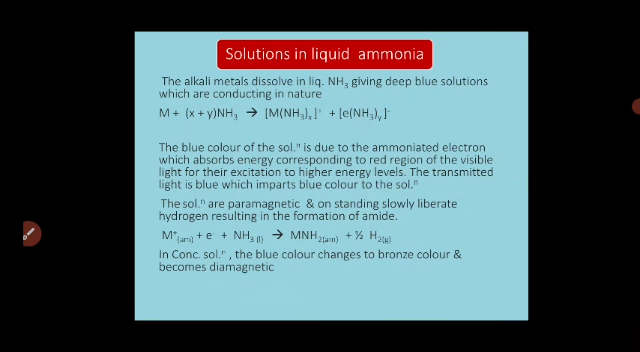 Solutions in liquid ammonia
The alkali metals dissolve in liq. NH₃ giving deep blue solutions
which are conducting in nature
M + (x + y)NH₃ → [M(NH₃)ₓ]⁺ + [e(NH₃)ᵧ]⁻
The blue colour of the sol.ⁿ is due to the ammoniated electron
which absorbs energy corresponding to red region of the visible
light for their excitation to higher energy levels. The transmitted
light is blue which imparts blue colour to the sol.ⁿ
The sol.ⁿ are paramagnetic & on standing slowly liberate
hydrogen resulting in the formation of amide.
M⁺(am) + e⁻ + NH₃ (l) → MNH₂(am) + ½ H₂(g)
In Conc. sol.ⁿ , the blue colour changes to bronze colour &
becomes diamagnetic